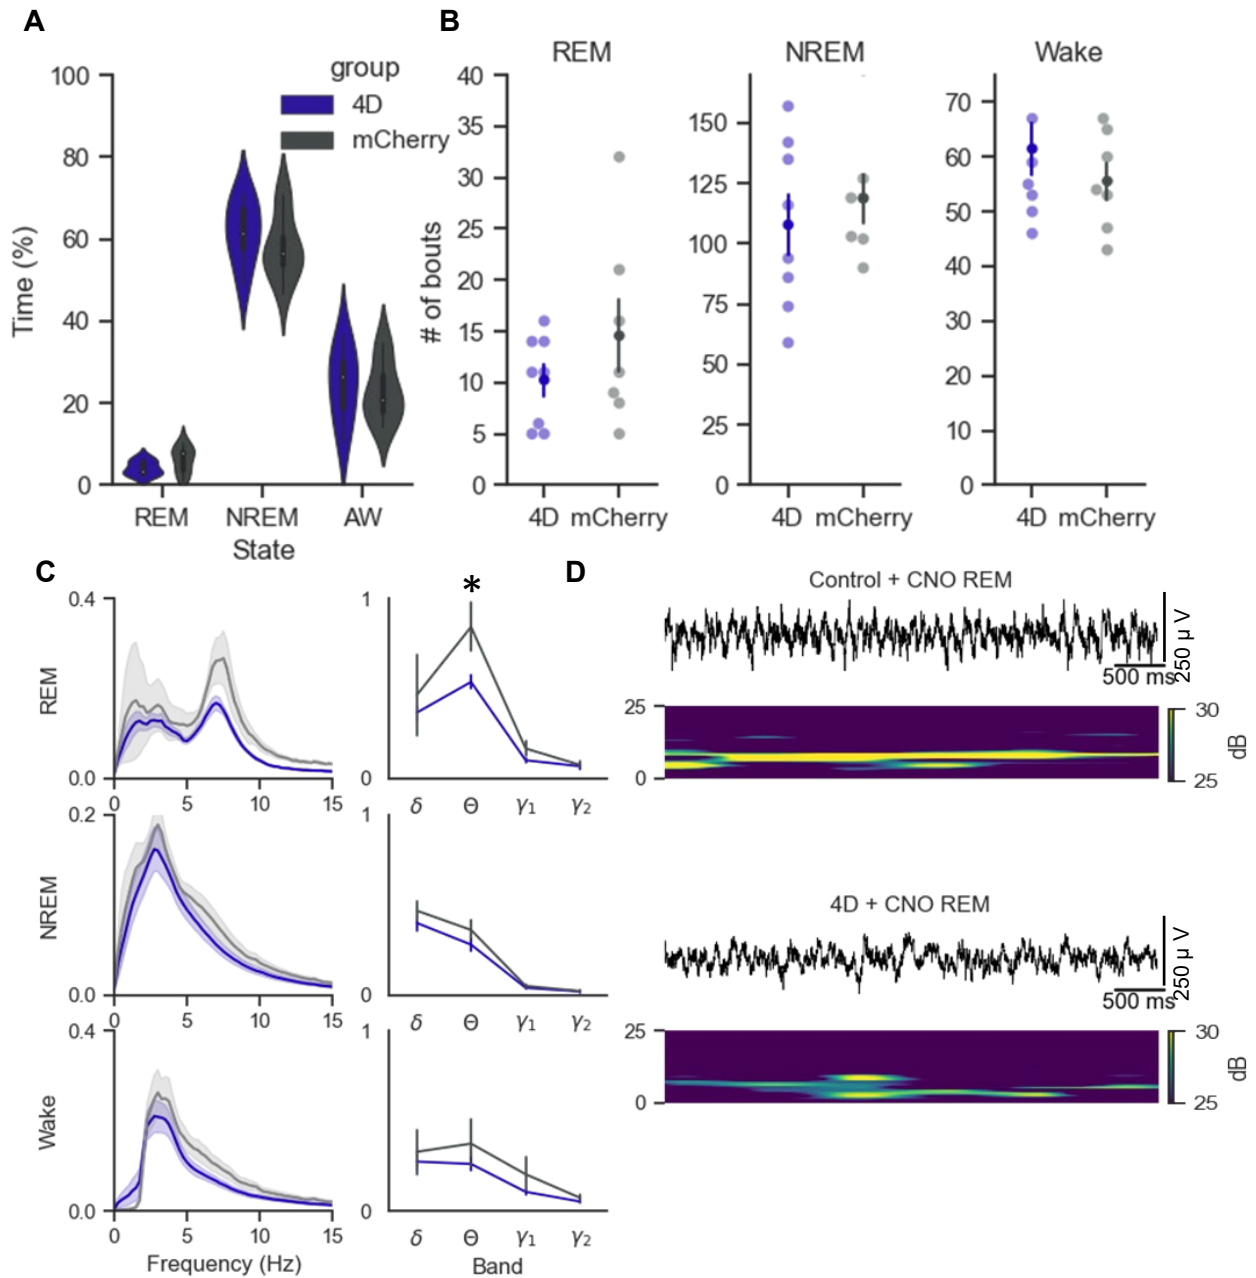 A
B
group
4D
mCherry
Time (%)
100
80
60
40
20
0
REM NREM AW
State
REM
NREM
Wake
# of bouts
40
35
30
25
20
15
10
5
0
4D mCherry
150
125
100
75
50
25
0
4D mCherry
70
60
50
40
30
20
10
0
4D mCherry
C
*
REM
0.4
0.0
0 5 10 15
1
0
δ Θ γ1 γ2
NREM
0.2
0.0
0 5 10 15
1
0
δ Θ γ1 γ2
Wake
0.4
0.0
0 5 10 15
Frequency (Hz)
1
0
δ Θ γ1 γ2
Band
D
Control + CNO REM
250 µ V
500 ms
25
0
30
25
dB
4D + CNO REM
250 µ V
500 ms
25
0
30
25
dB